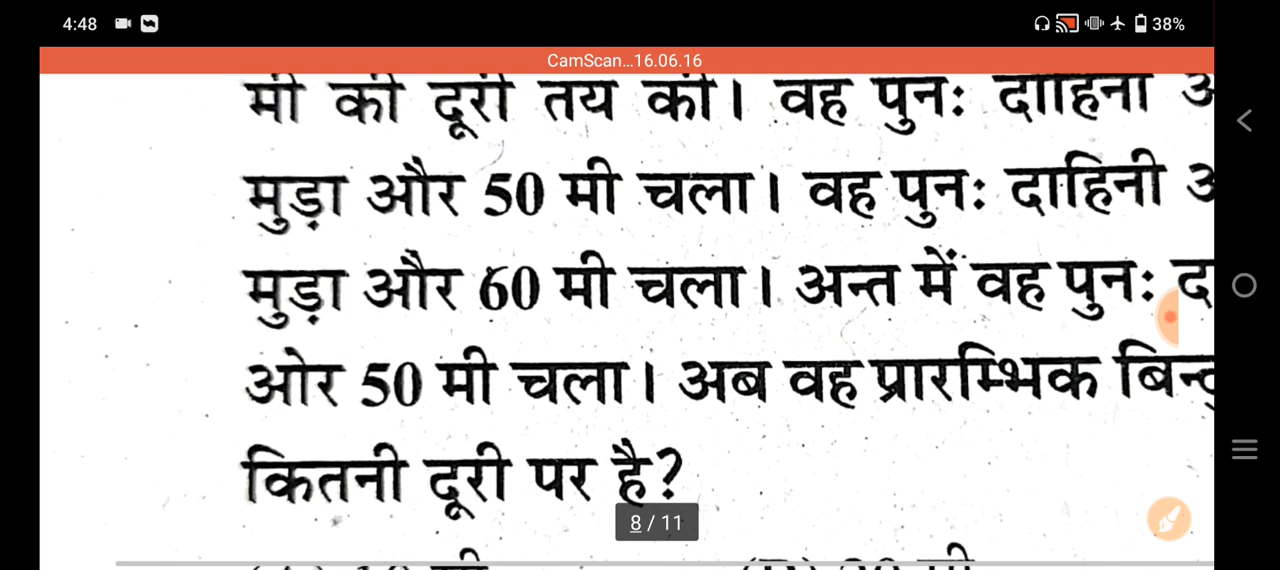 4:48 38%
CamScan...16.06.16
मी की दूरी तय की। वह पुनः दाहिनी
मुड़ा और 50 मी चला। वह पुनः दाहिनी
मुड़ा और 60 मी चला। अन्त में वह पुनः
ओर 50 मी चला। अब वह प्रारम्भिक
कितनी दूरी पर है?
8 / 11